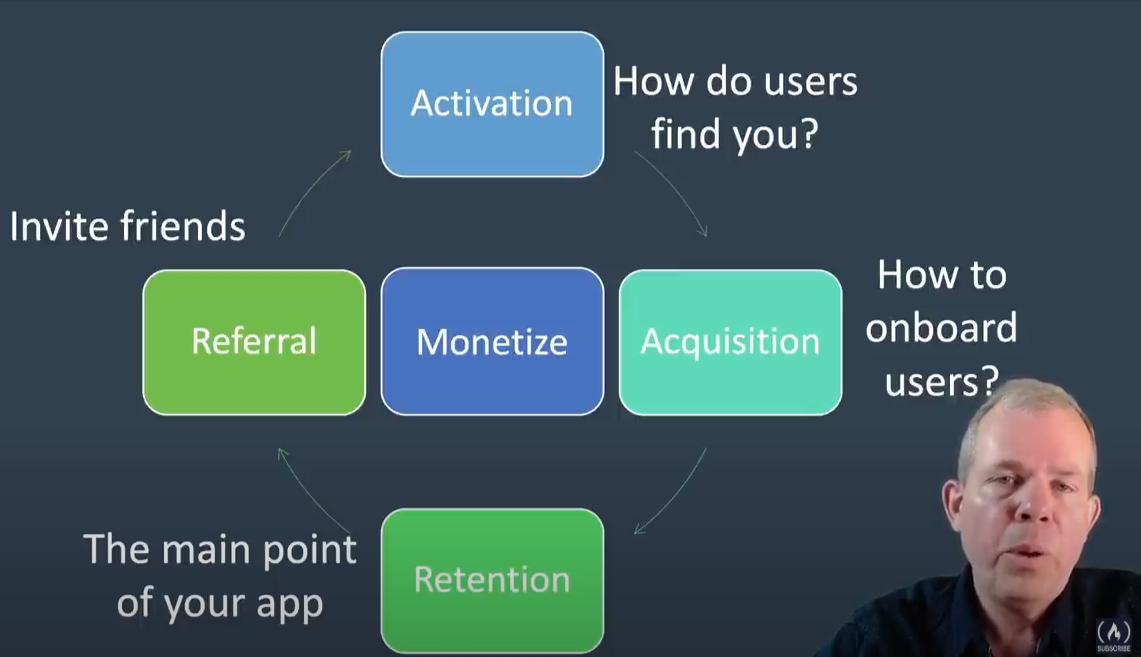 Activation
How do users
find you?
Invite friends
Referral
Monetize
Acquisition
How to
onboard
users?
The main point
of your app
Retention
SUBSCRIBE